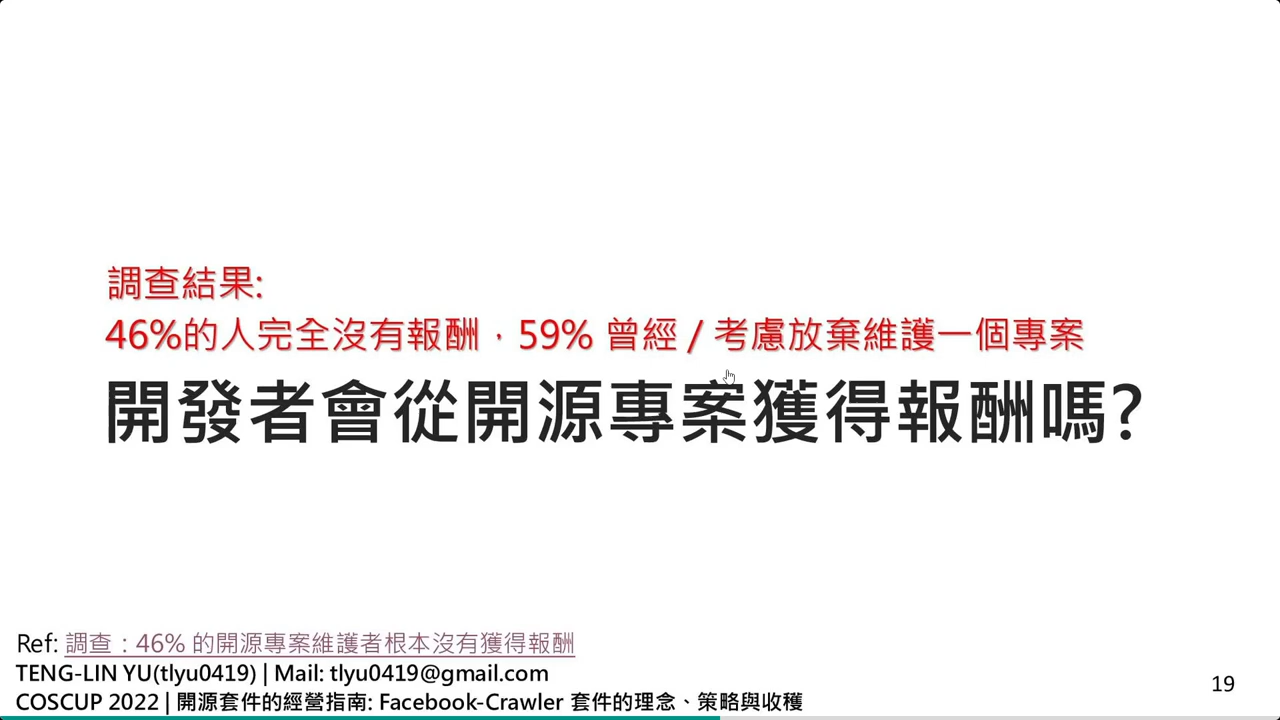 調查結果:
46%的人完全沒有報酬，59% 曾經 / 考慮放棄維護一個專案
開發者會從開源專案獲得報酬嗎?
Ref: 調查：46% 的開源專案維護者根本沒有獲得報酬
TENG-LIN YU(tlyu0419) | Mail: tlyu0419@gmail.com
COSCUP 2022 | 開源套件的經營指南: Facebook-Crawler 套件的理念、策略與收穫
19